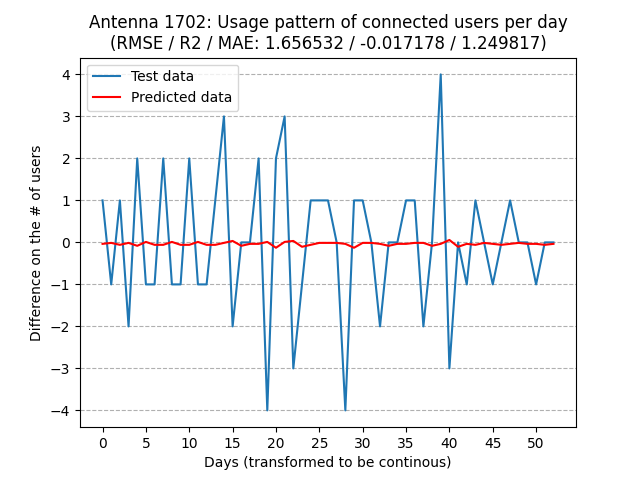 Antenna 1702: Usage pattern of connected users per day
(RMSE / R2 / MAE: 1.656532 / -0.017178 / 1.249817)
Test data
Predicted data
Difference on the # of users
4
3
2
1
0
−1
−2
−3
−4
0 5 10 15 20 25 30 35 40 45 50
Days (transformed to be continous)